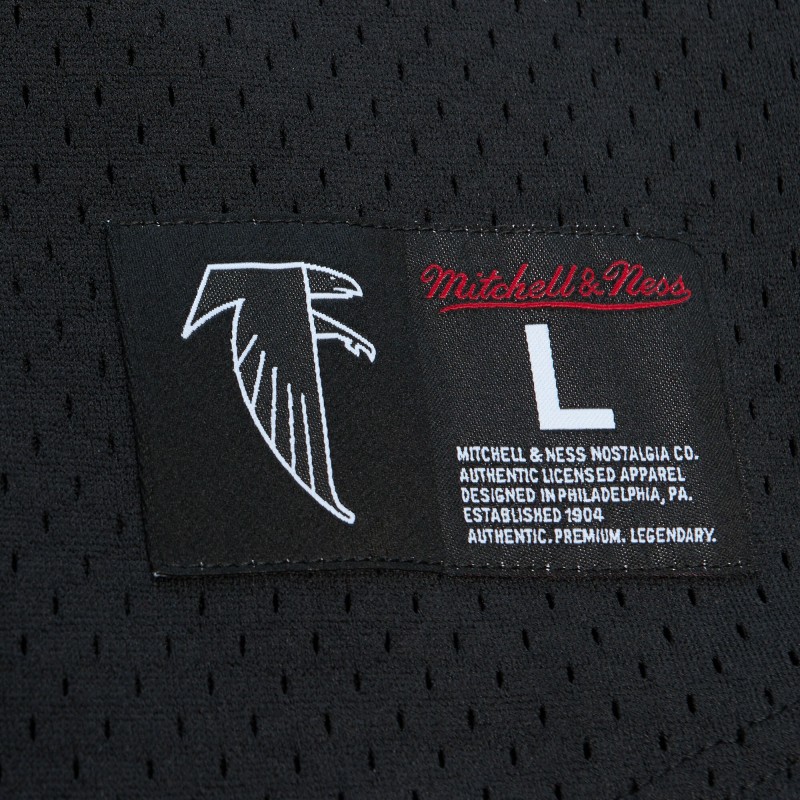 Mitchell & Ness
L
MITCHELL & NESS NOSTALGIA CO.
AUTHENTIC LICENSED APPAREL
DESIGNED IN PHILADELPHIA, PA.
ESTABLISHED 1904
AUTHENTIC. PREMIUM. LEGENDARY.